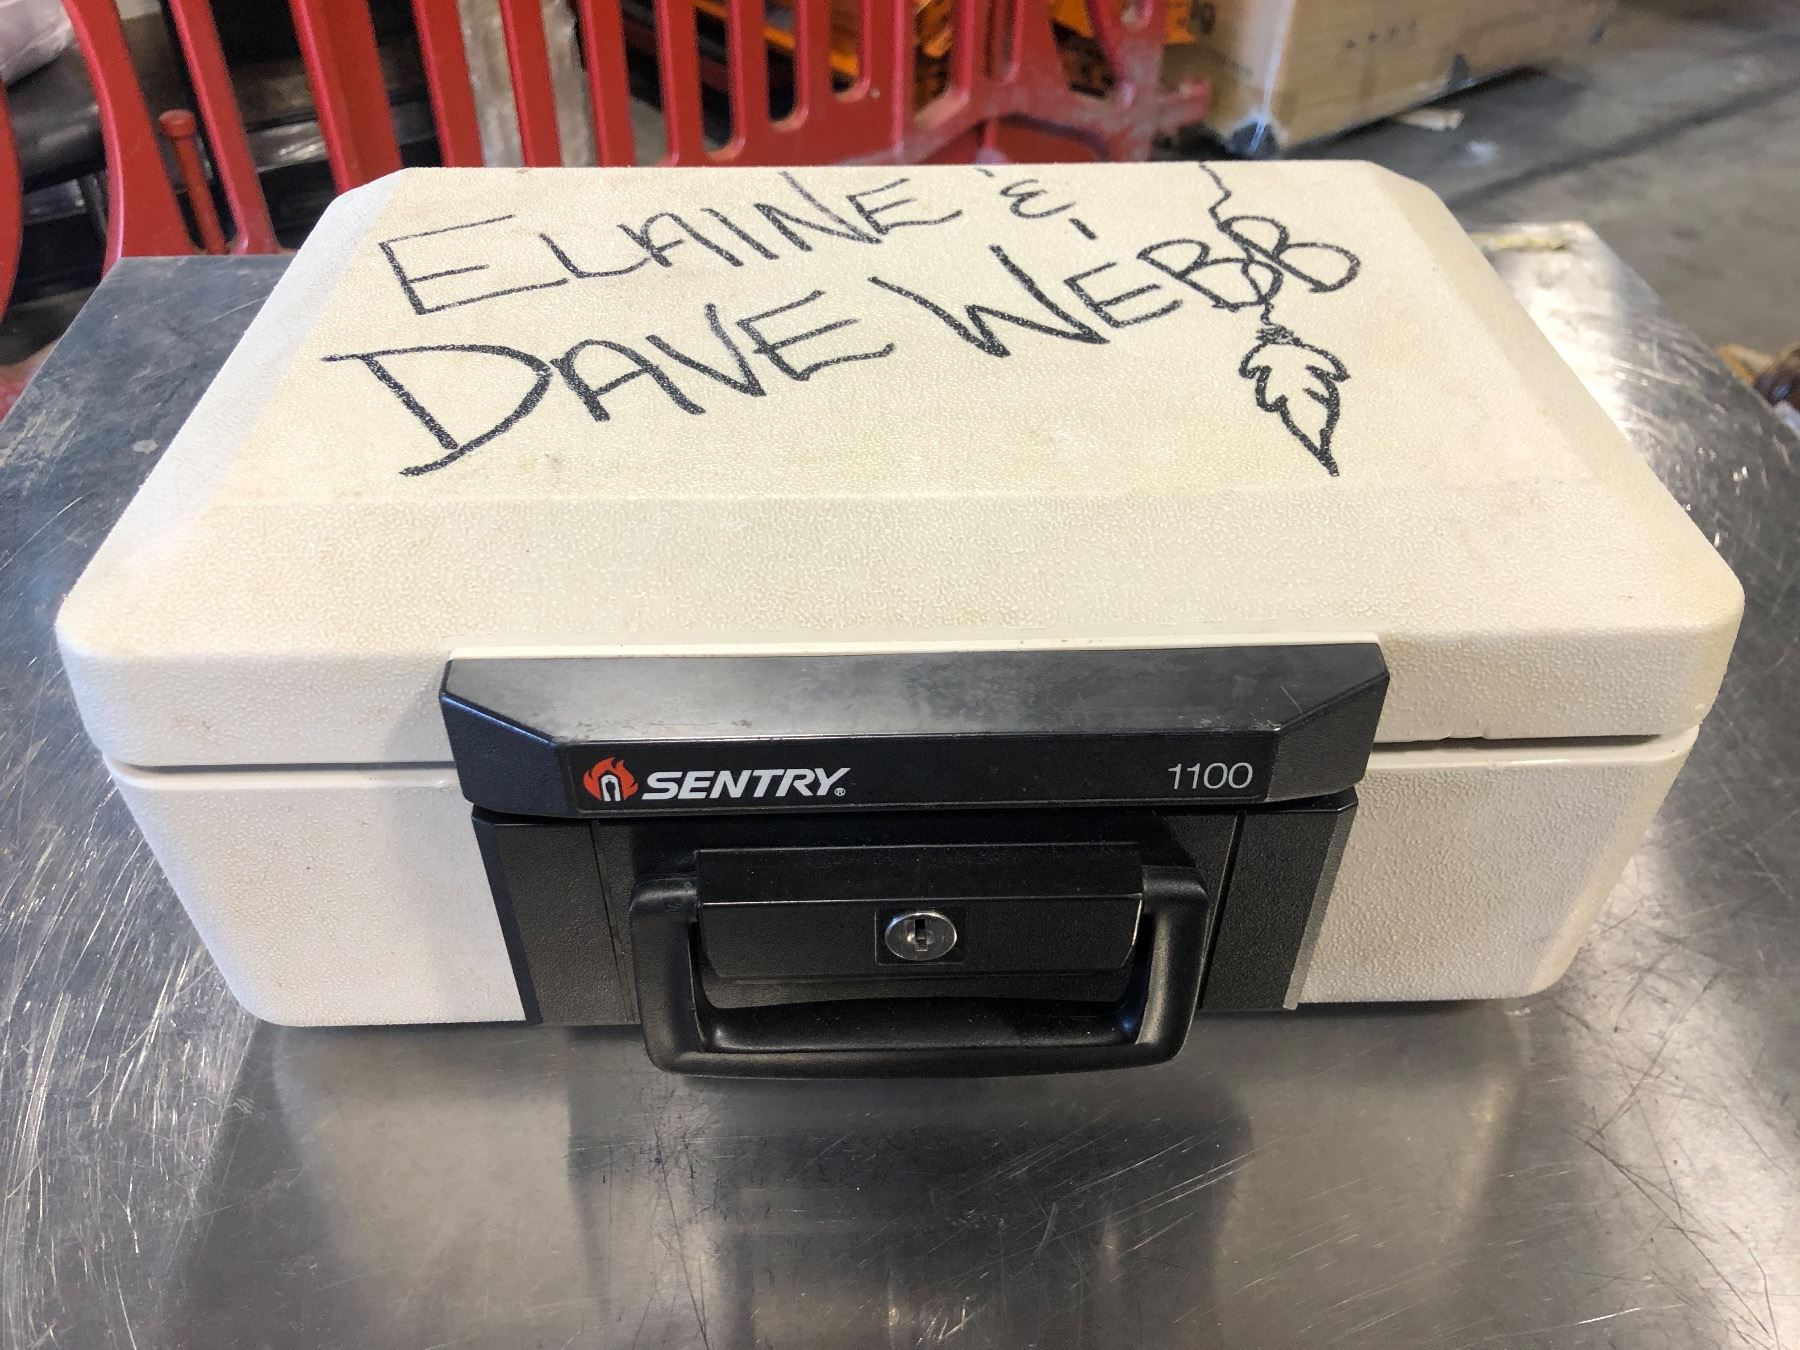 ELAINE -&-
DAVE WEBB
SENTRY®
1100